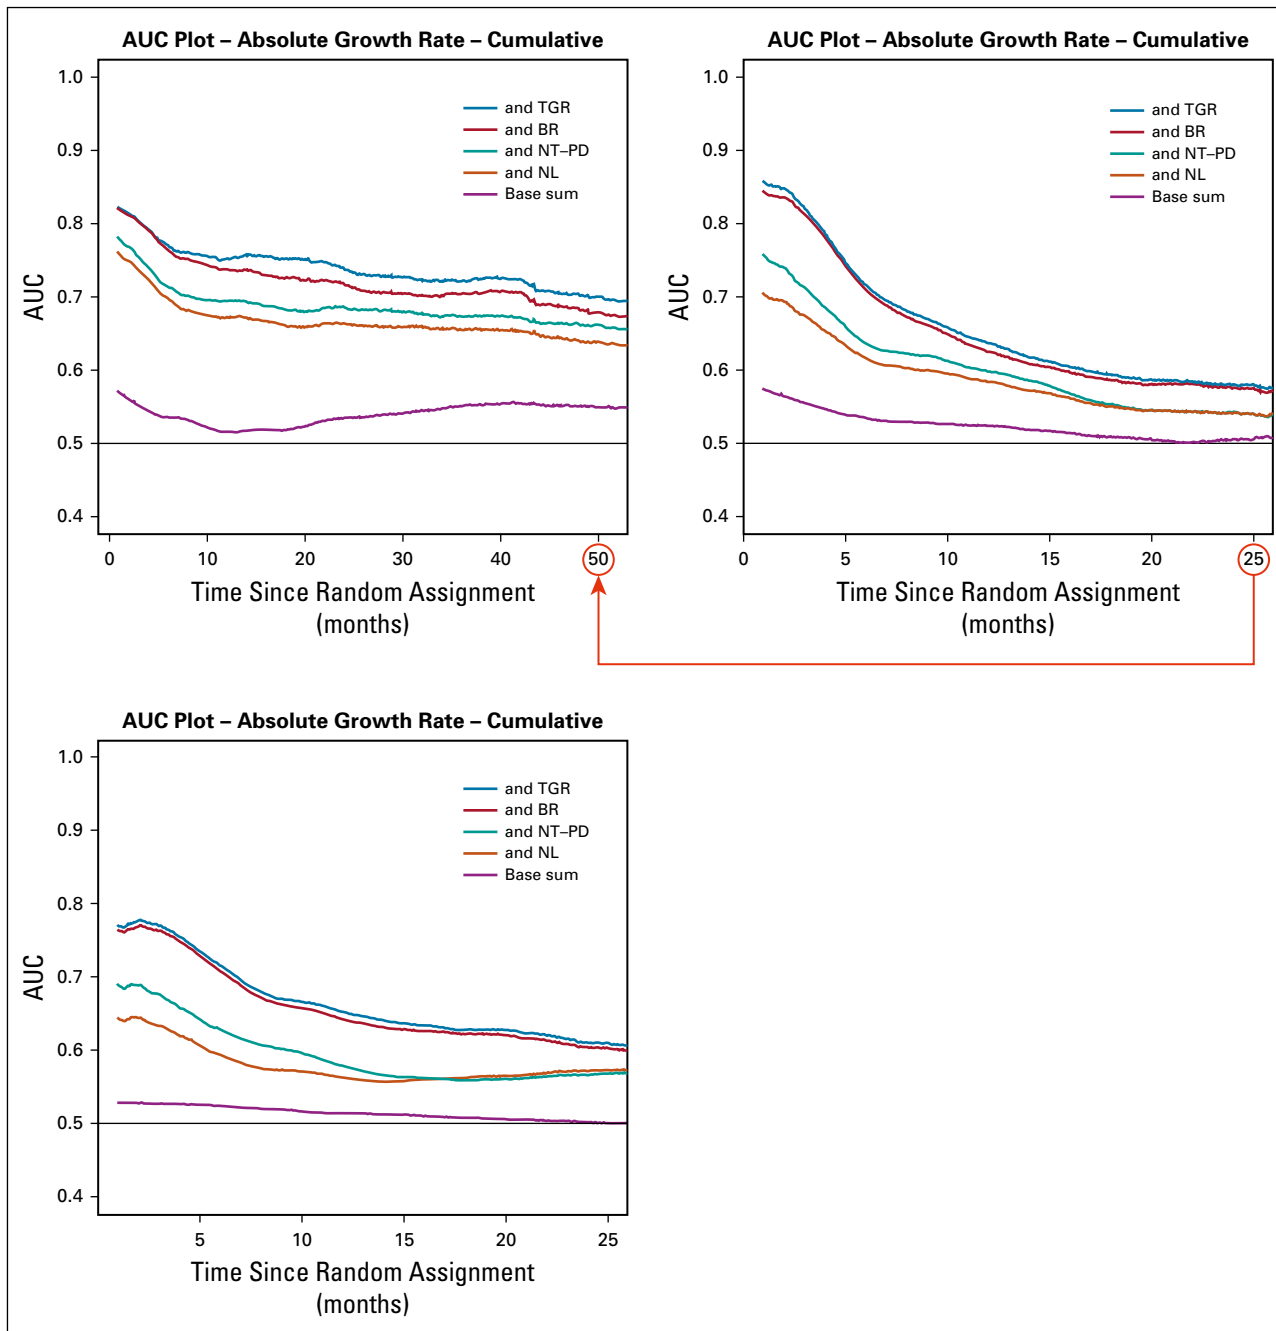 AUC Plot – Absolute Growth Rate – Cumulative
1.0
0.9
0.8
0.7
0.6
0.5
0.4
AUC
and TGR
and BR
and NT–PD
and NL
Base sum
0 10 20 30 40 50
Time Since Random Assignment
(months)
AUC Plot – Absolute Growth Rate – Cumulative
1.0
0.9
0.8
0.7
0.6
0.5
0.4
AUC
and TGR
and BR
and NT–PD
and NL
Base sum
0 5 10 15 20 25
Time Since Random Assignment
(months)
AUC Plot – Absolute Growth Rate – Cumulative
1.0
0.9
0.8
0.7
0.6
0.5
0.4
AUC
and TGR
and BR
and NT–PD
and NL
Base sum
5 10 15 20 25
Time Since Random Assignment
(months)